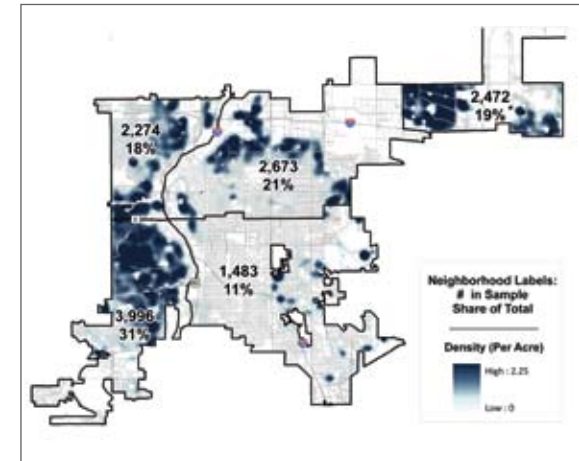 2,274
18%
2,673
21%
2,472
19%
1,483
11%
3,996
31%
Neighborhood Labels:
# in Sample
Share of Total
Density (Per Acre)
High : 2.25
Low : 0